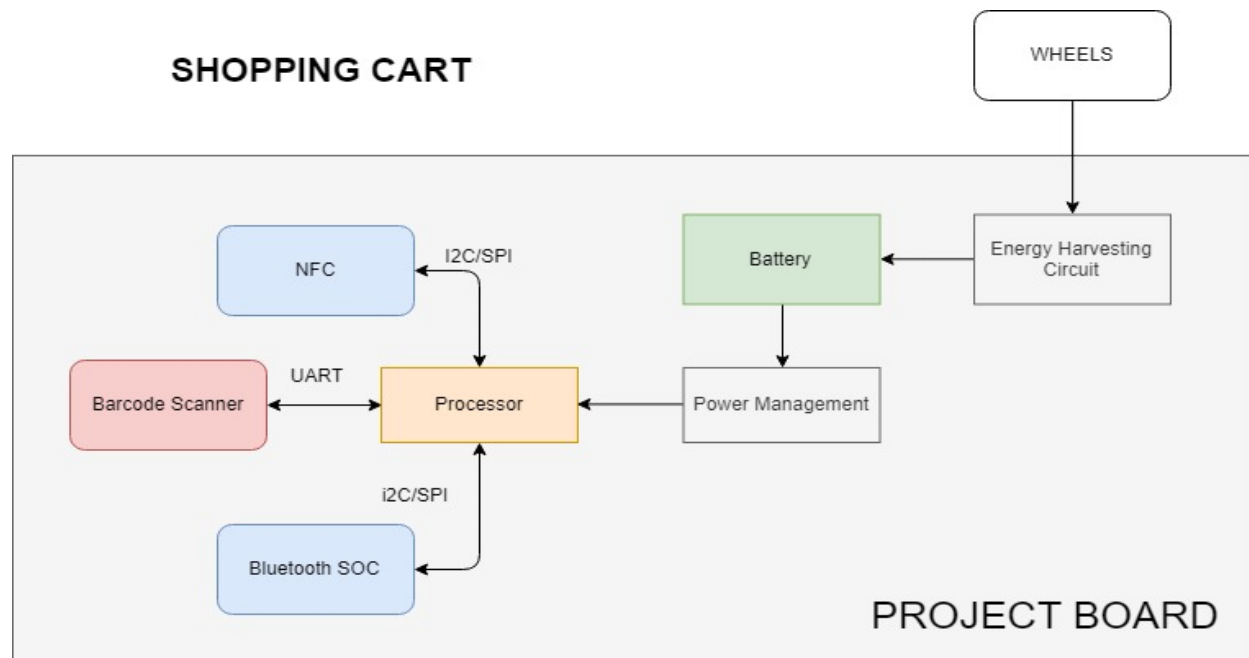 SHOPPING CART
WHEELS
NFC
I2C/SPI
Battery
Energy Harvesting
Circuit
Barcode Scanner
UART
Processor
Power Management
i2C/SPI
Bluetooth SOC
PROJECT BOARD